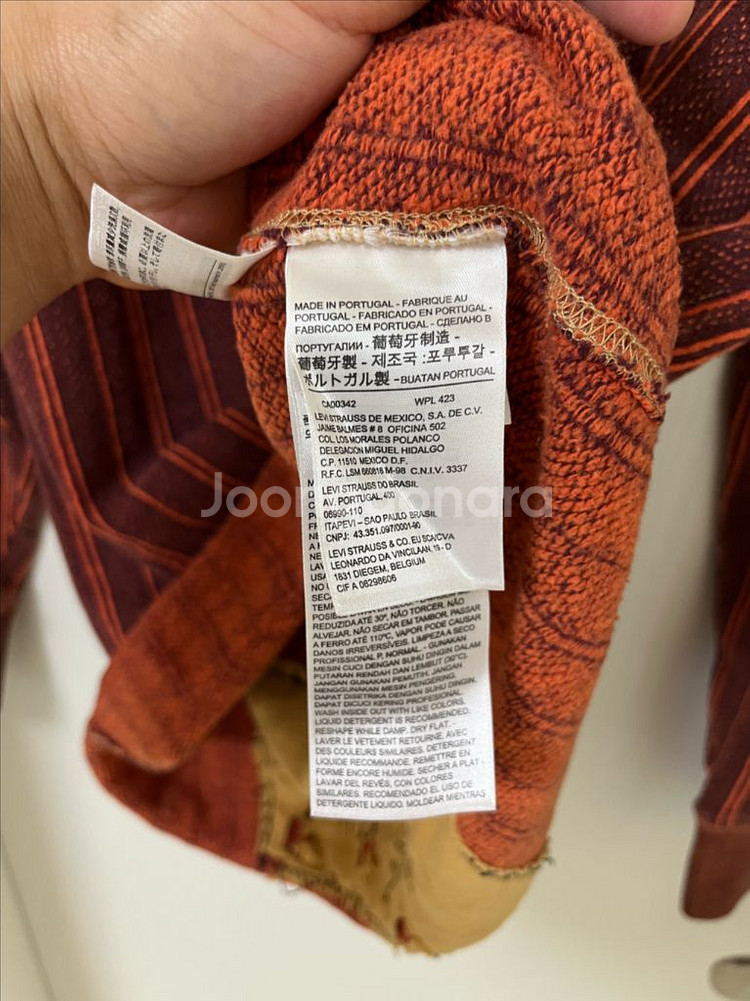 MADE IN PORTUGAL - FABRIQUE AU
PORTUGAL - FABRICADO EN PORTUGAL -
FABRICADO EM PORTUGAL - СДЕЛАНО В
ПОРТУГАЛИИ - 葡萄牙制造 -
葡萄牙製 - 제조국 :포루투갈 -
ポルトガル製 - BUATAN PORTUGAL
CA00342 WPL 423
LEVI STRAUSS DE MEXICO, S.A. DE C.V.
JAIME BALMES # 8 OFICINA 502
COL. LOS MORALES POLANCO
DELEGACION MIGUEL HIDALGO
C.P. 11510 MEXICO D.F.
R.F.C. LSM 660818 M-98 C.N.I.V. 3337
LEVI STRAUSS DO BRASIL
AV. PORTUGAL, 400
06990-110
ITAPEVI – SAO PAULO BRASIL
CNPJ: 43.351.097/0001-90
LEVI STRAUSS & CO. EU SCA/CVA
LEONARDO DA VINCILAAN, 19 - D
1831 DIEGEM, BELGIUM
CIF A 08298606
REDUZIDA ATÉ 30º, NÃO TORCER. NÃO
ALVEJAR. NÃO SECAR EM TAMBOR. PASSAR
A FERRO ATÉ 110ºC, VAPOR PODE CAUSAR
DANOS IRREVERSÍVEIS. LIMPEZA A SECO
PROFISSIONAL P. NORMAL. - GUNAKAN
MESIN CUCI DENGAN SUHU DINGIN DALAM
PUTARAN RENDAH DAN LEMBUT (30ºC)
JANGAN GUNAKAN PEMUTIH. JANGAN
MENGGUNAKAN MESIN PENGERING.
DAPAT DISETRIKA DENGAN SUHU DINGIN.
DAPAT DICUCI KERING PROFESIONAL.
WASH INSIDE OUT WITH LIKE COLORS.
LIQUID DETERGENT IS RECOMMENDED.
RESHAPE WHILE DAMP. DRY FLAT. -
LAVER LE VETEMENT RETOURNE, AVEC
DES COULEURS SIMILAIRES. DETERGENT
LIQUIDE RECOMMANDE. REMETTRE EN
FORME ENCORE HUMIDE. SECHER A PLAT -
LAVAR DEL REVÉS, CON COLORES
SIMILARES. RECOMENDADO EL USO DE
DETERGENTE LIQUIDO. MOLDEAR MIENTRAS